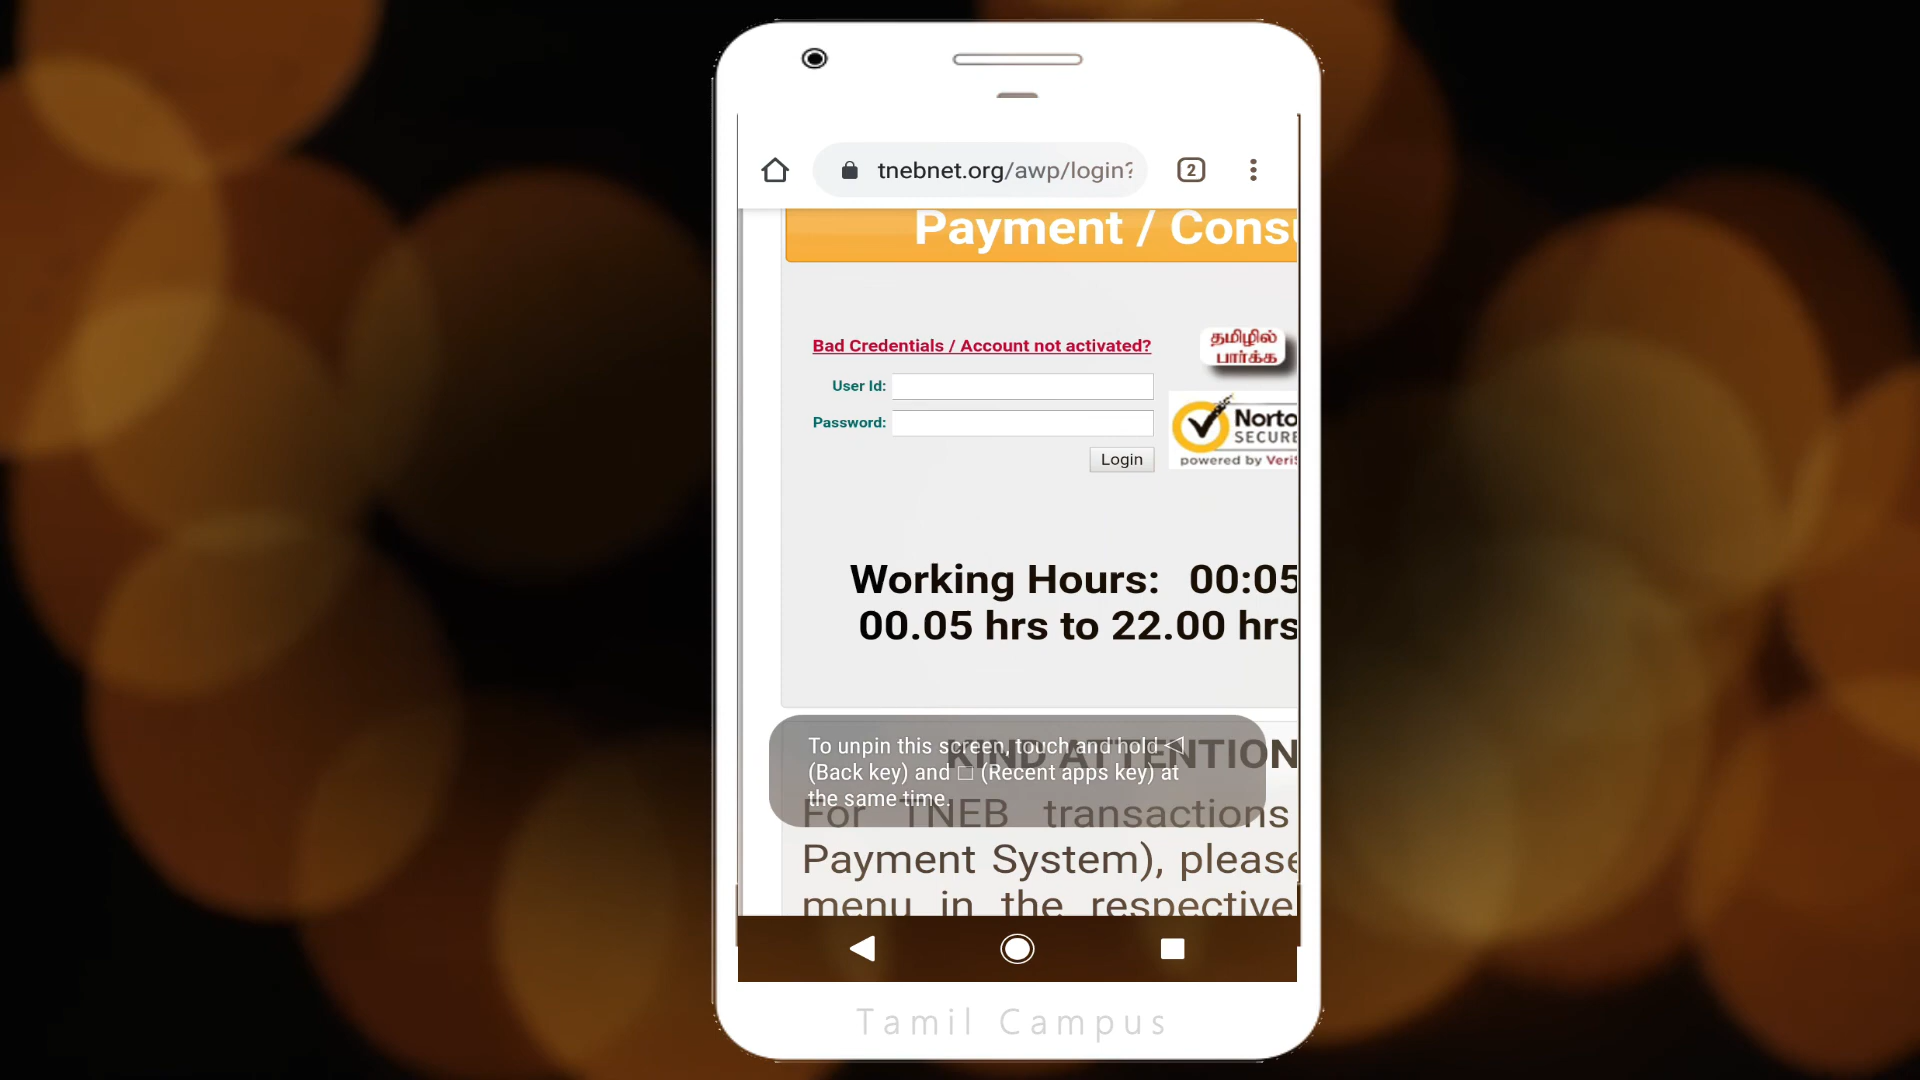 tnebnet.org/awp/login?
2
Payment / Consu
Bad Credentials / Account not activated?
தமிழில்
பார்க்க
User Id:
Password:
Login
Norto
SECURE
powered by VeriS
Working Hours: 00:05
00.05 hrs to 22.00 hrs
KIND ATTENTION
To unpin this screen, touch and hold ◁
(Back key) and □ (Recent apps key) at
the same time.
For TNEB transactions
Payment System), please
menu in the respective
Tamil Campus